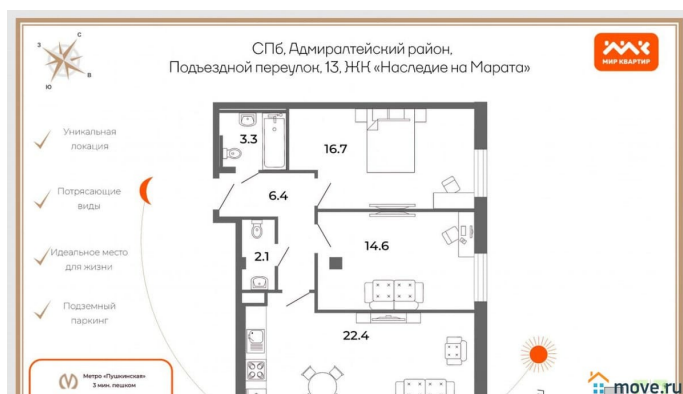 СПб, Адмиралтейский район,
Подъездной переулок, 13, ЖК «Наследие на Марата»
МИР КВАРТИР
С
З
В
Ю
Уникальная
локация
Потрясающие
виды
Идеальное место
для жизни
Подземный
паркинг
Метро «Пушкинская»
3 мин. пешком
3.3
16.7
6.4
2.1
14.6
22.4
move.ru